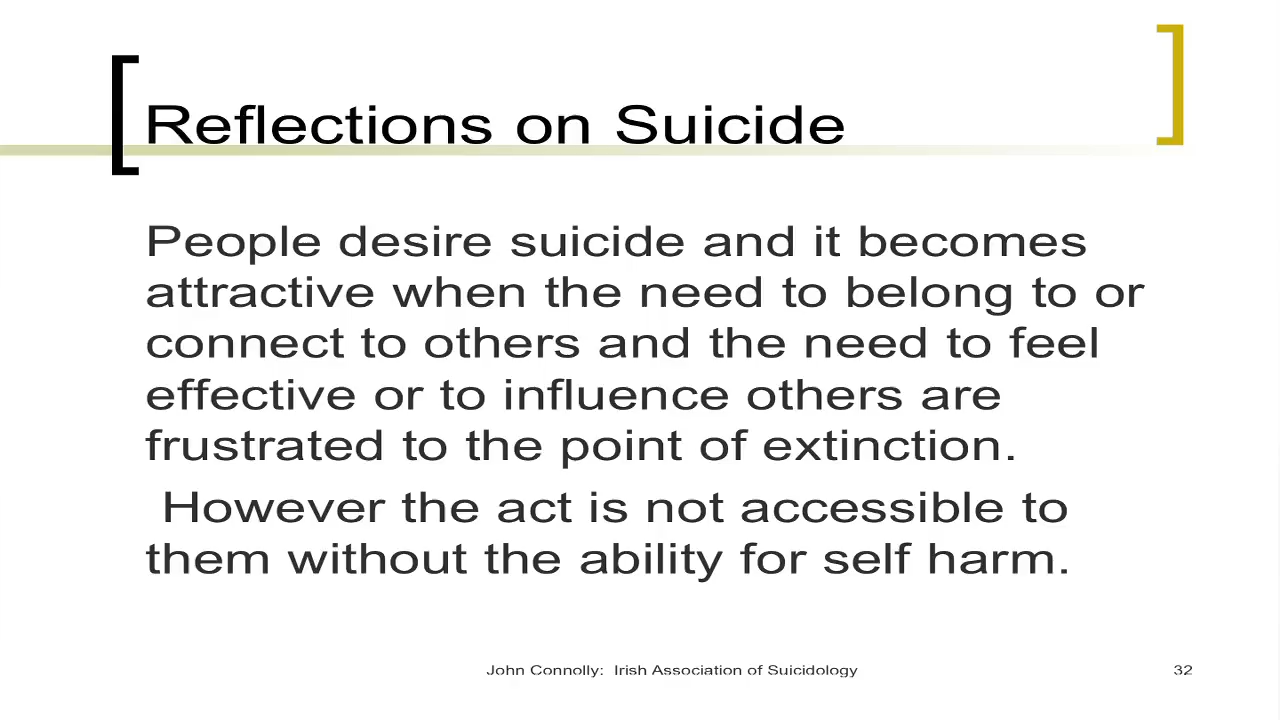 Reflections on Suicide
People desire suicide and it becomes
attractive when the need to belong to or
connect to others and the need to feel
effective or to influence others are
frustrated to the point of extinction.
However the act is not accessible to
them without the ability for self harm.
John Connolly: Irish Association of Suicidology
32